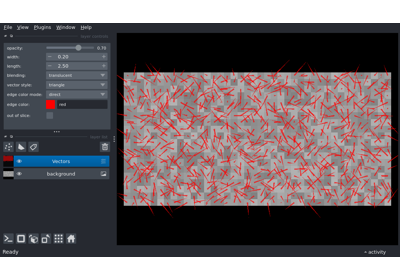 File View Plugins Window Help
opacity: 0.70
width: 0.20
length: 2.50
blending: translucent
vector style: triangle
edge color mode: direct
edge color: red
out of slice:
Vectors
background
Ready
activity